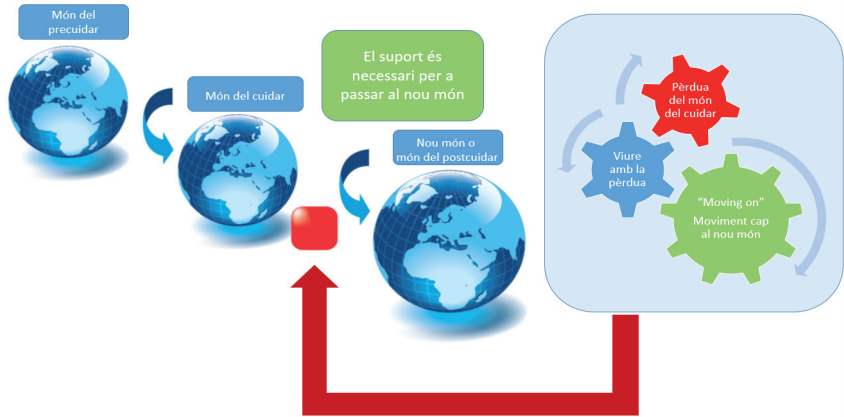 Món del
precuidar
Món del cuidar
El suport és
necessari per a
passar al nou món
Nou món o
món del postcuidar
Pèrdua
del món
del cuidar
Viure
amb la
pèrdua
“Moving on”
Moviment cap
al nou món